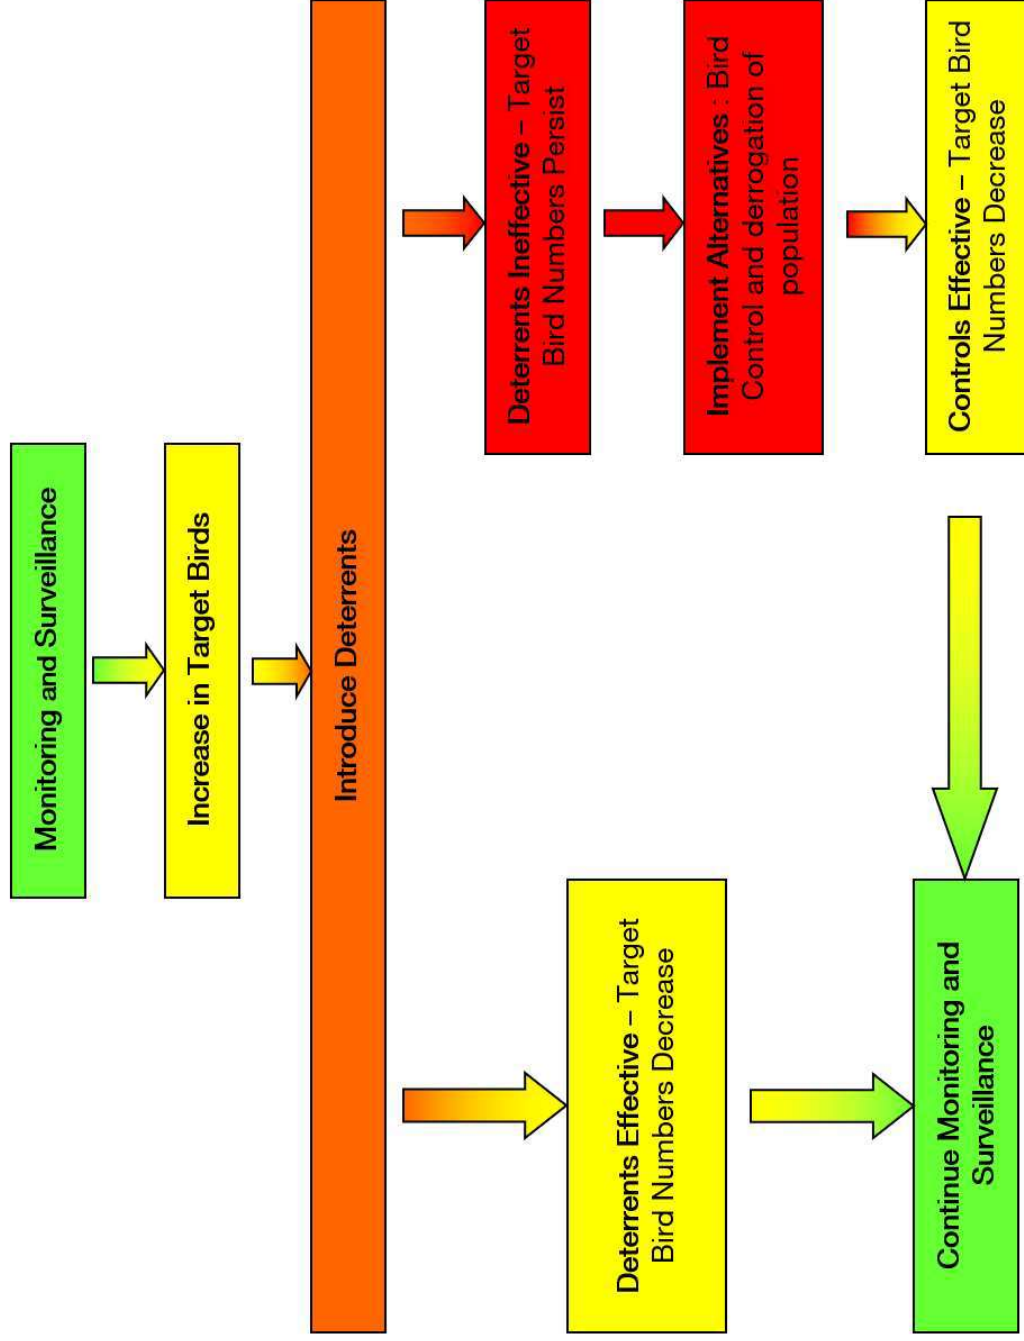 Monitoring and Surveillance
Increase in Target Birds
Introduce Deterrents
Deterrents Effective – Target
Bird Numbers Decrease
Continue Monitoring and
Surveillance
Deterrents Ineffective – Target
Bird Numbers Persist
Implement Alternatives : Bird
Control and derrogation of
population
Controls Effective – Target Bird
Numbers Decrease